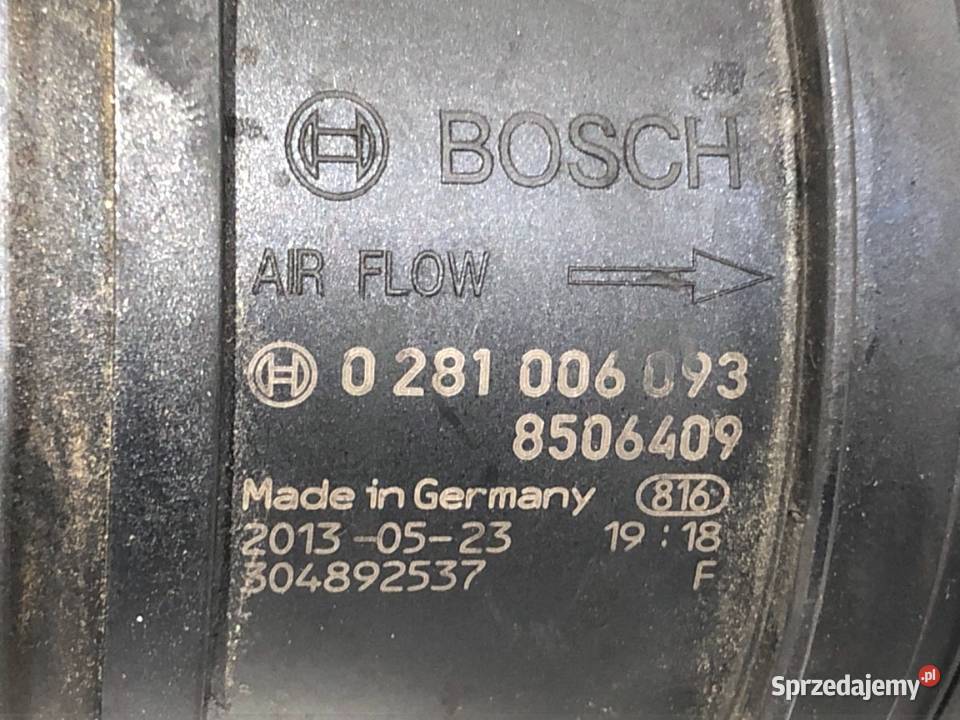 BOSCH
AIR FLOW
0 281 006 093
8506409
Made in Germany 816
2013-05-23 19:18
304892537 F
Sprzedajemy.pl